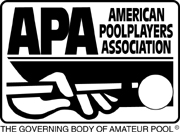 APA
AMERICAN
POOLPLAYERS
ASSOCIATION
THE GOVERNING BODY OF AMATEUR POOL®